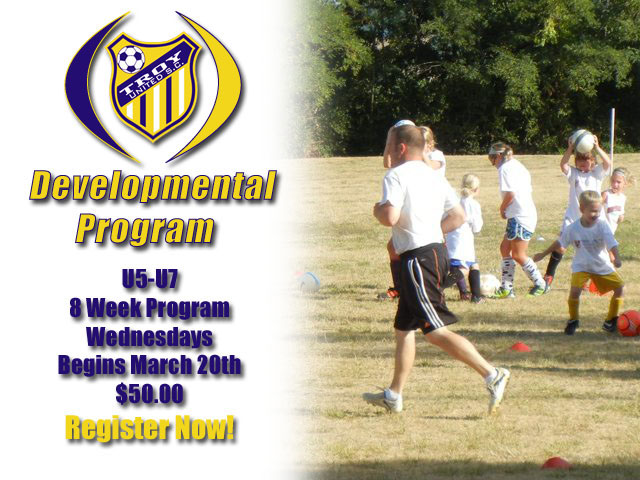 TROY
UNITED S.C.
Developmental
Program
U5-U7
8 Week Program
Wednesdays
Begins March 20th
$50.00
Register Now!